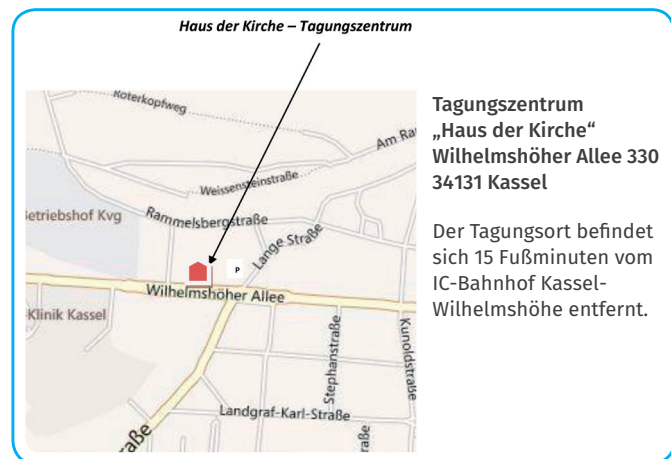 Haus der Kirche – Tagungszentrum
Roterkopfweg
Am Ra
Weissensteinstraße
Betriebshof Kvg
Rammelsbergstraße
Lange Straße
P
Wilhelmshöher Allee
Klinik Kassel
Stephanstraße
Kunoldstraße
Landgraf-Karl-Straße
aße
raße
Tagungszentrum
„Haus der Kirche“
Wilhelmshöher Allee 330
34131 Kassel
Der Tagungsort befindet
sich 15 Fußminuten vom
IC-Bahnhof Kassel-
Wilhelmshöhe entfernt.